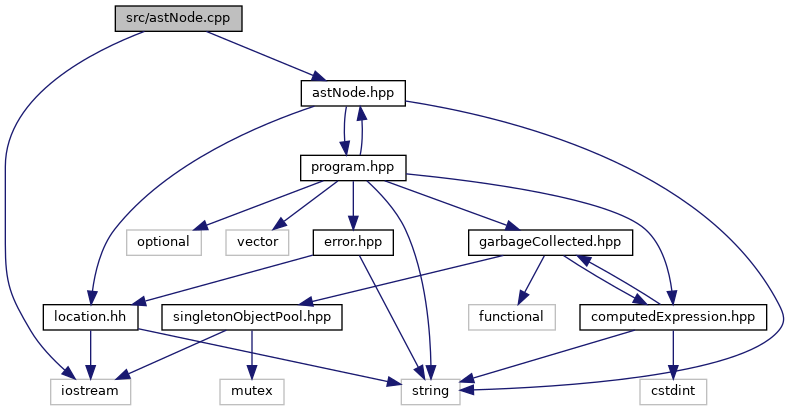 src/astNode.cpp
astNode.hpp
program.hpp
optional
vector
error.hpp
garbageCollected.hpp
location.hh
singletonObjectPool.hpp
functional
computedExpression.hpp
iostream
mutex
string
cstdint